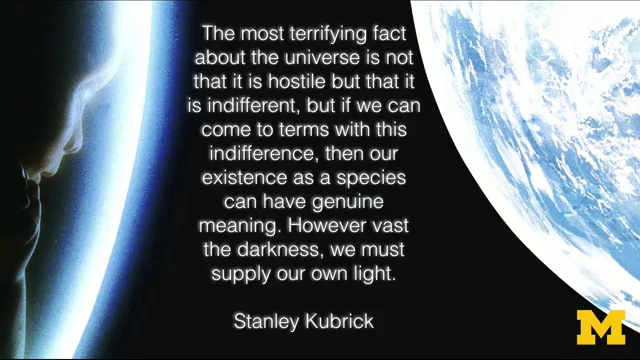 The most terrifying fact
about the universe is not
that it is hostile but that it
is indifferent, but if we can
come to terms with this
indifference, then our
existence as a species
can have genuine
meaning. However vast
the darkness, we must
supply our own light.
Stanley Kubrick
M